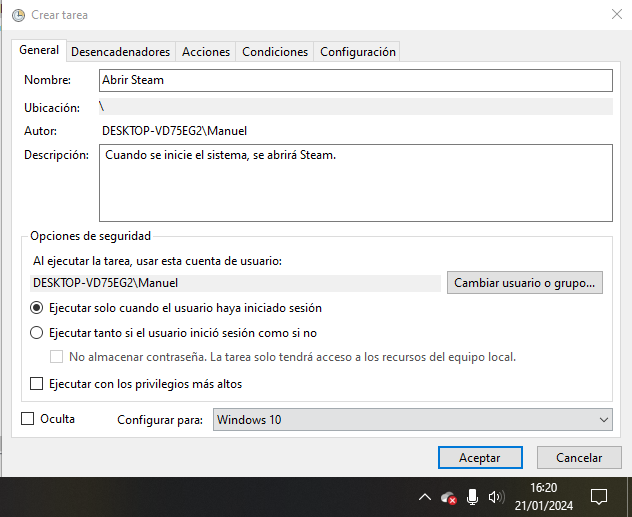 Crear tarea
General Desencadenadores Acciones Condiciones Configuración
Nombre: Abrir Steam
Ubicación: \
Autor: DESKTOP-VD75EG2\Manuel
Descripción: Cuando se inicie el sistema, se abrirá Steam.
Opciones de seguridad
Al ejecutar la tarea, usar esta cuenta de usuario:
DESKTOP-VD75EG2\Manuel Cambiar usuario o grupo...
Ejecutar solo cuando el usuario haya iniciado sesión
Ejecutar tanto si el usuario inició sesión como si no
No almacenar contraseña. La tarea solo tendrá acceso a los recursos del equipo local.
Ejecutar con los privilegios más altos
Oculta Configurar para: Windows 10
Aceptar Cancelar
16:20
21/01/2024